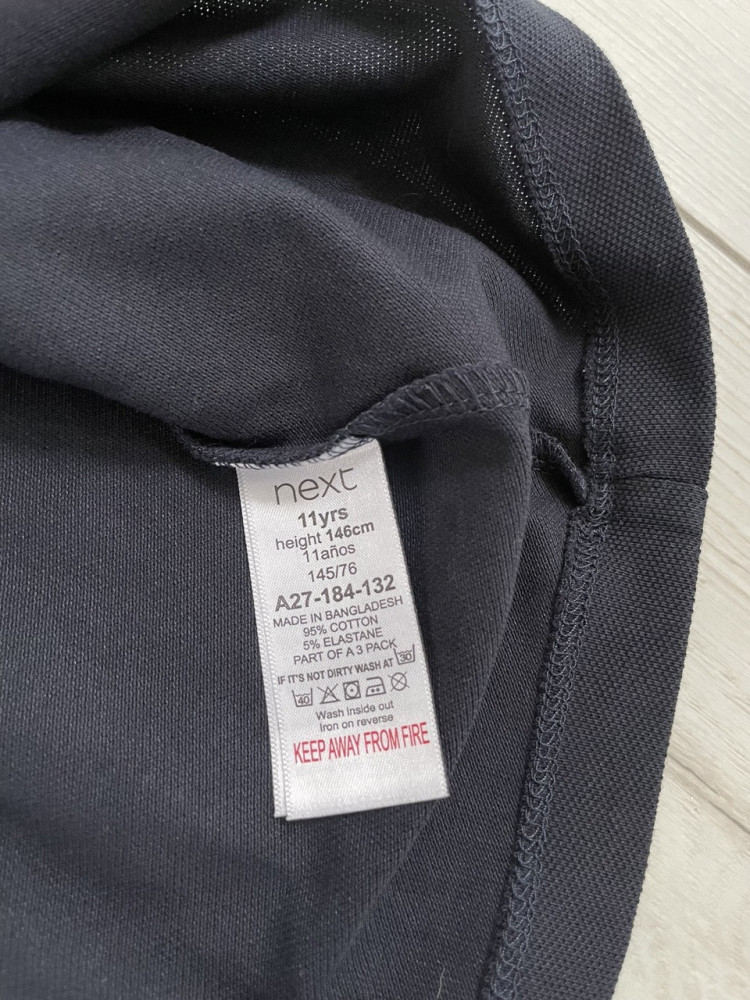 next
11yrs
height 146cm
11años
145/76
A27-184-132
MADE IN BANGLADESH
95% COTTON
5% ELASTANE
PART OF A 3 PACK
IF IT'S NOT DIRTY WASH AT 30
40
Wash inside out
Iron on reverse
KEEP AWAY FROM FIRE